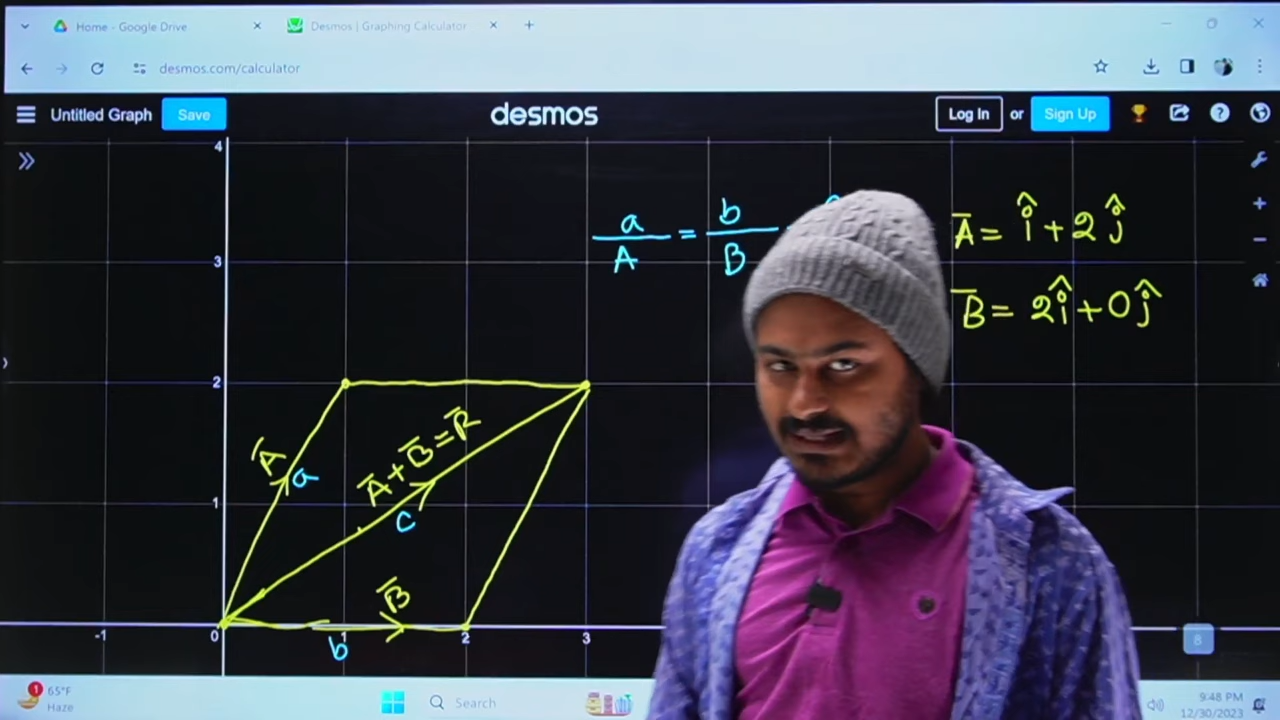 Home - Google Drive
Desmos | Graphing Calculator
desmos.com/calculator
Untitled Graph
Save
desmos
Log In
or
Sign Up
4
3
2
1
0
-1
1
2
3
8
a/A = b/B
A̅ = î + 2ĵ
B̅ = 2î + 0ĵ
A̅
a
A̅ + B̅ = R̅
c
B̅
b
1
65°F
Haze
Search
9:48 PM
12/30/2023